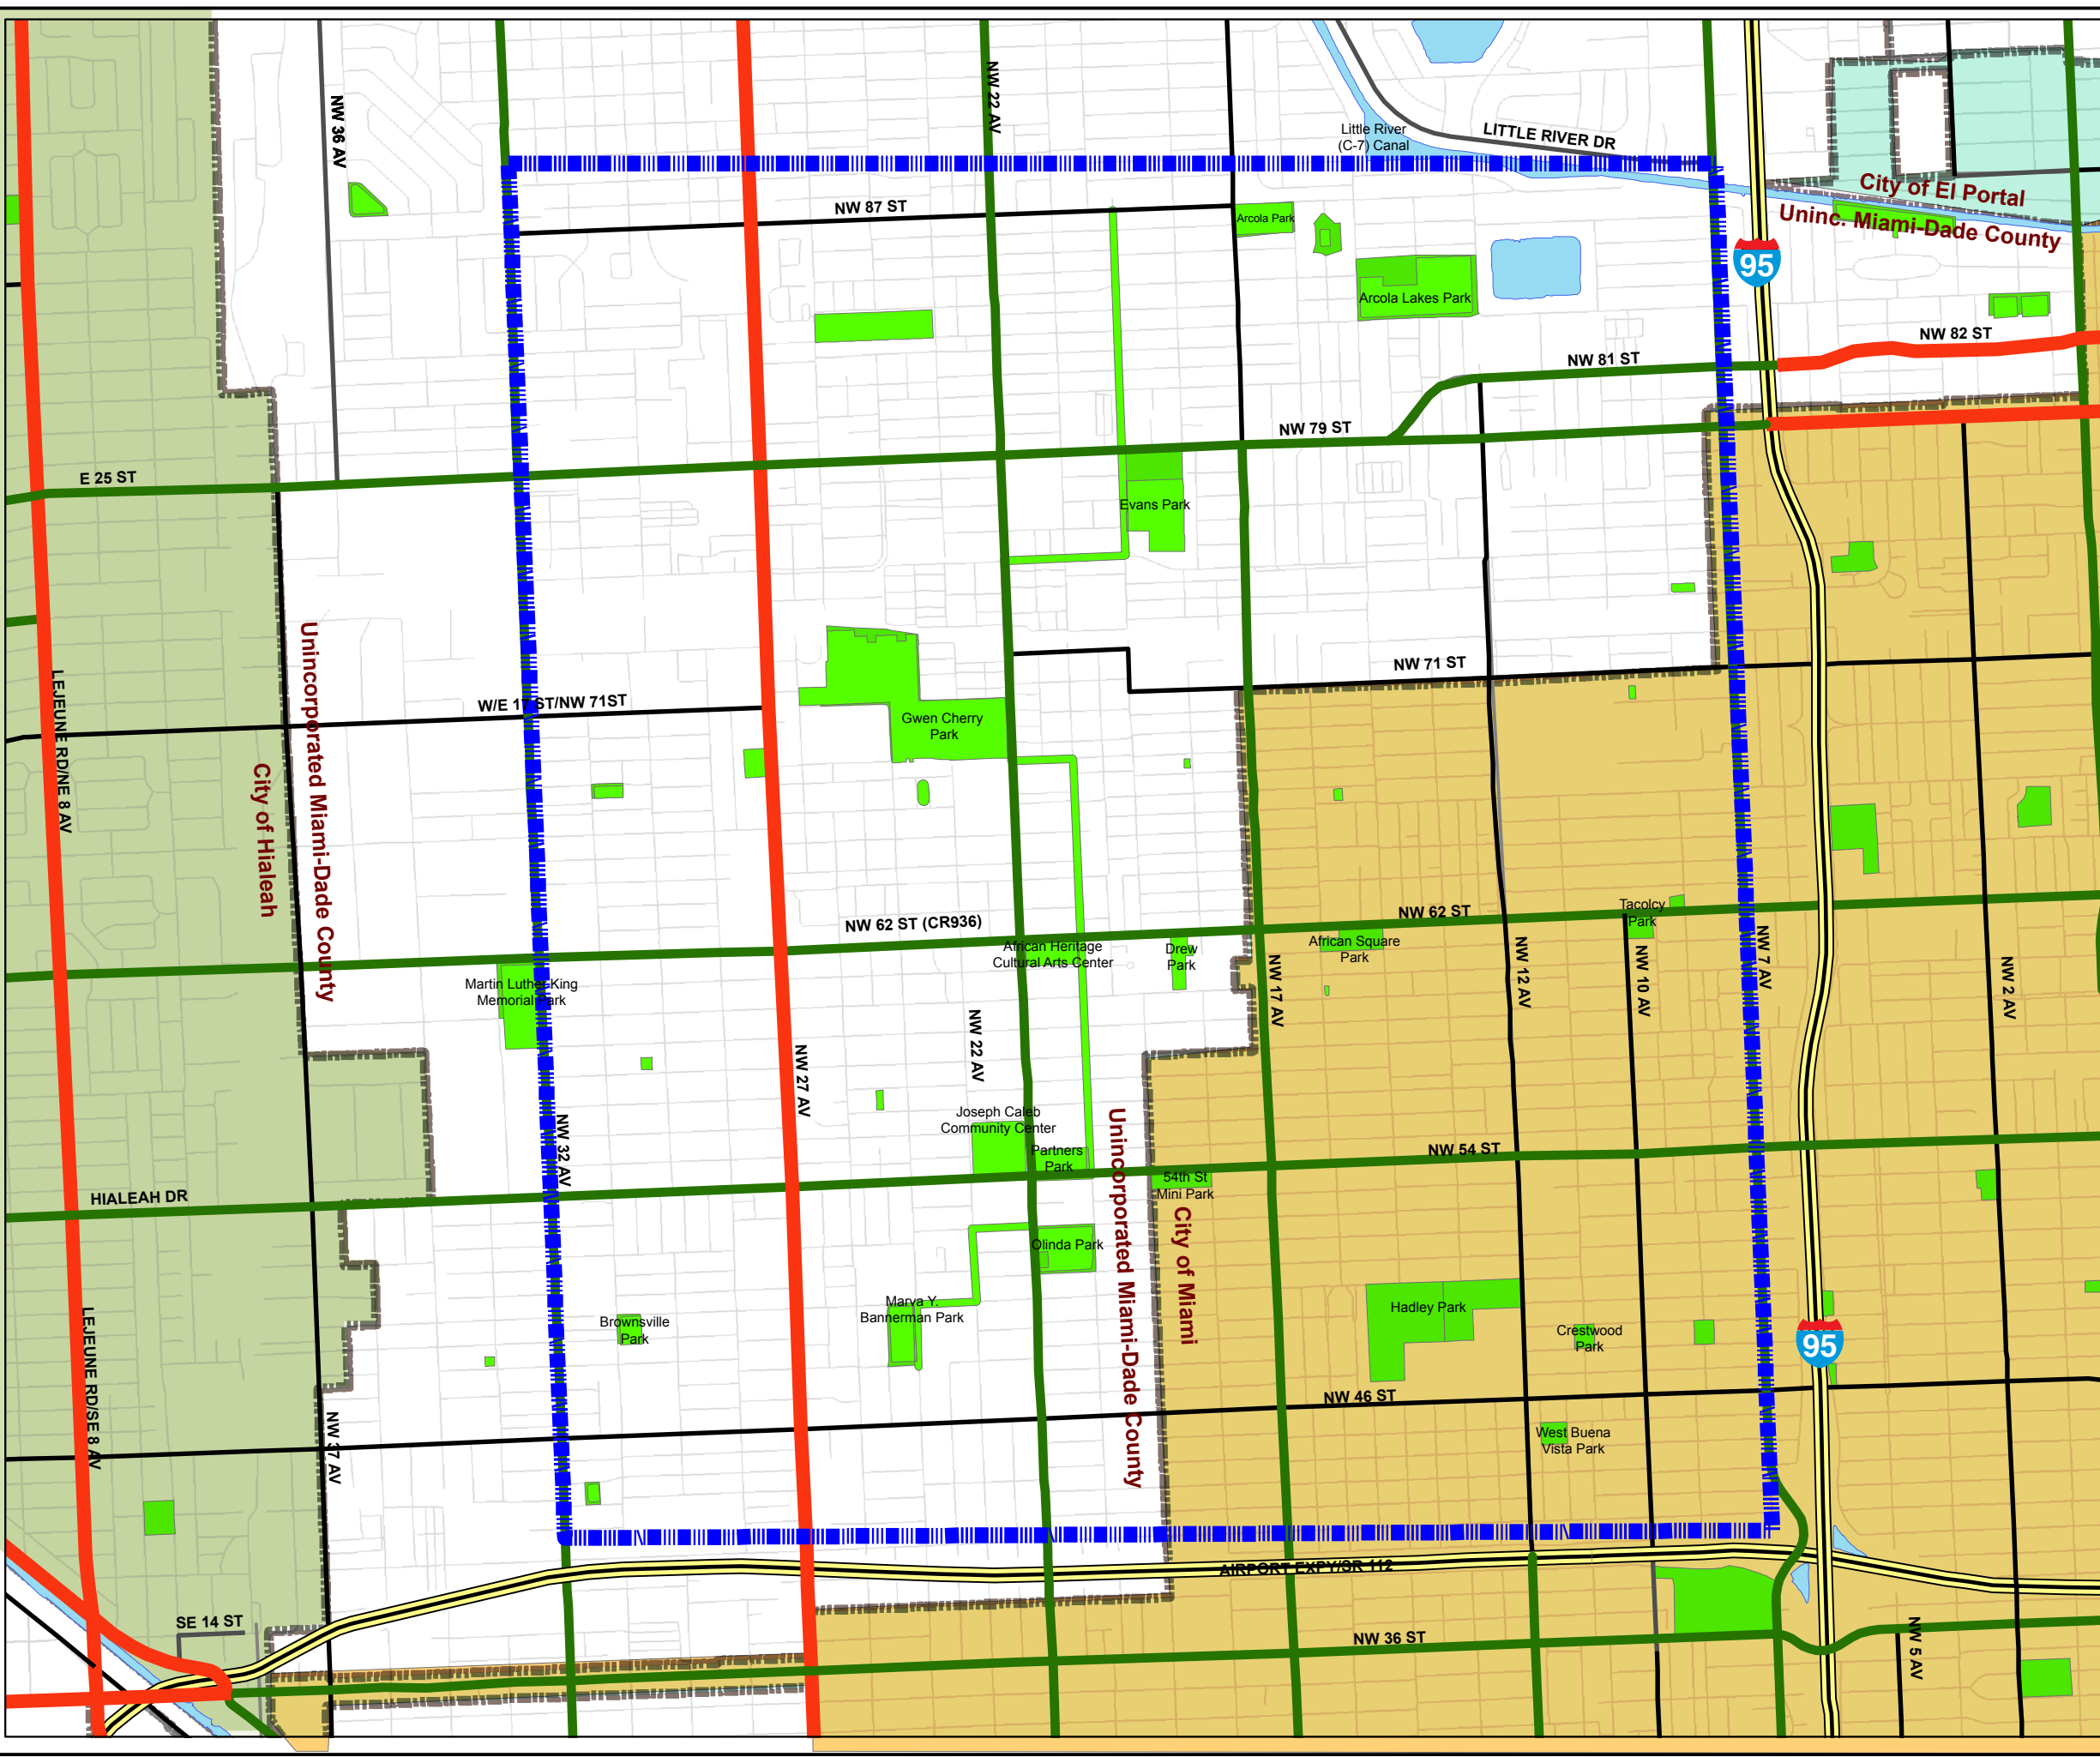 NW 36 AV
NW 22 AV
Little River
(C-7) Canal
LITTLE RIVER DR
City of El Portal
Uninc. Miami-Dade County
NW 87 ST
Arcola Park
95
Arcola Lakes Park
NW 82 ST
NW 81 ST
NW 79 ST
E 25 ST
Evans Park
Unincorporated Miami-Dade County
City of Hialeah
LEJEUNE RD/NE 8 AV
W/E 17 ST/NW 71ST
NW 71 ST
Gwen Cherry
Park
NW 62 ST (CR936)
NW 62 ST
Tacolcy
Park
African Heritage
Cultural Arts Center
Drew
Park
African Square
Park
Martin Luther King
Memorial Park
NW 17 AV
NW 12 AV
NW 10 AV
NW 7 AV
NW 2 AV
NW 22 AV
NW 27 AV
Joseph Caleb
Community Center
Partners
Park
NW 32 AV
NW 54 ST
54th St
Mini Park
HIALEAH DR
Unincorporated Miami-Dade County
City of Miami
Olinda Park
Marva Y.
Bannerman Park
Brownsville
Park
Hadley Park
Crestwood
Park
95
LEJEUNE RD/SE 8 AV
NW 37 AV
NW 46 ST
West Buena
Vista Park
AIRPORT EXPY/SR 112
SE 14 ST
NW 36 ST
NW 5 AV